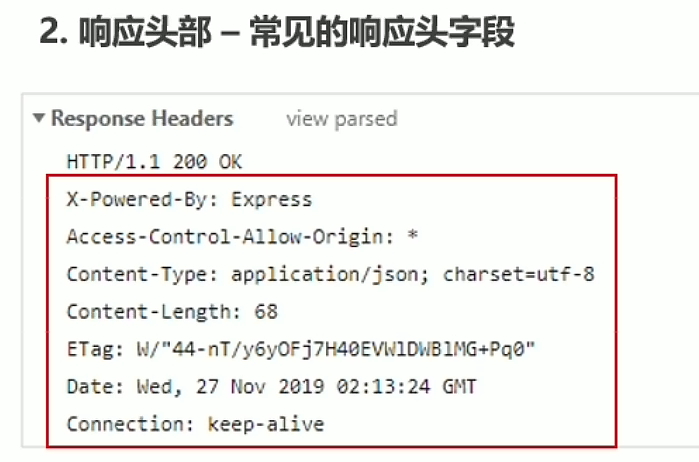 2. 响应头部 – 常见的响应头字段
Response Headers view parsed
HTTP/1.1 200 OK
X-Powered-By: Express
Access-Control-Allow-Origin: *
Content-Type: application/json; charset=utf-8
Content-Length: 68
ETag: W/"44-nT/y6yOFj7H40EVWlDWBlMG+Pq0"
Date: Wed, 27 Nov 2019 02:13:24 GMT
Connection: keep-alive